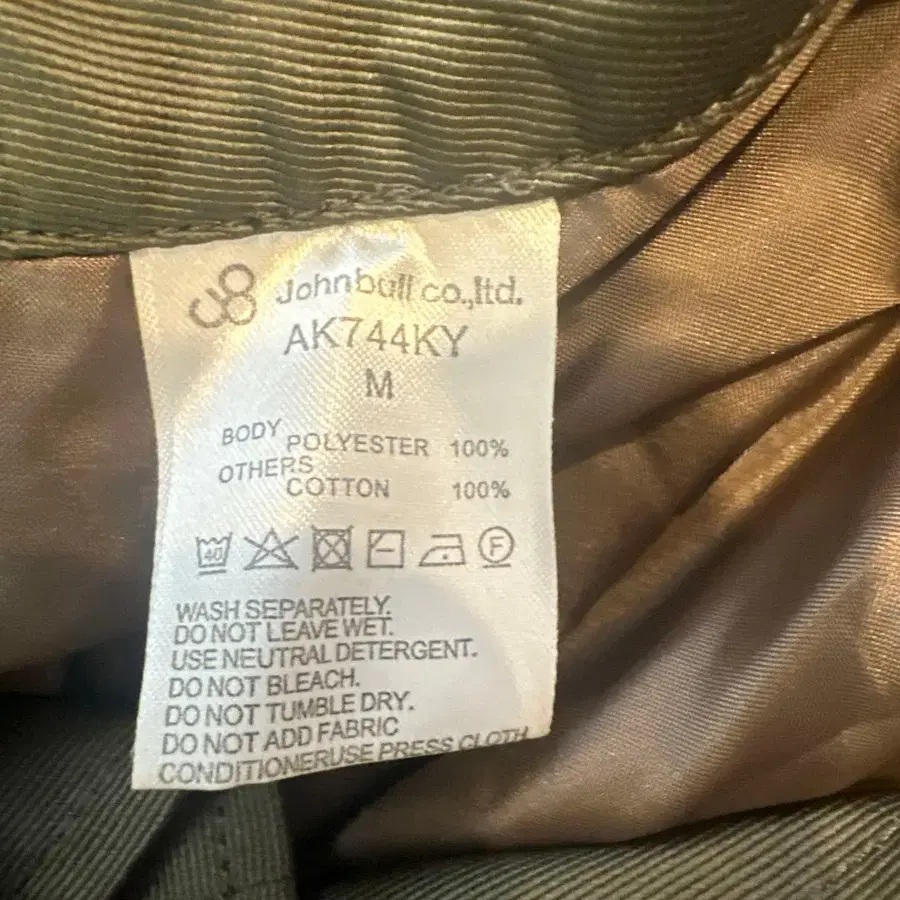 Johnbull co.,ltd.
AK744KY
M
BODY
POLYESTER 100%
OTHERS
COTTON 100%
40 F
WASH SEPARATELY.
DO NOT LEAVE WET.
USE NEUTRAL DETERGENT.
DO NOT BLEACH.
DO NOT TUMBLE DRY.
DO NOT ADD FABRIC
CONDITIONERUSE PRESS CLOTH